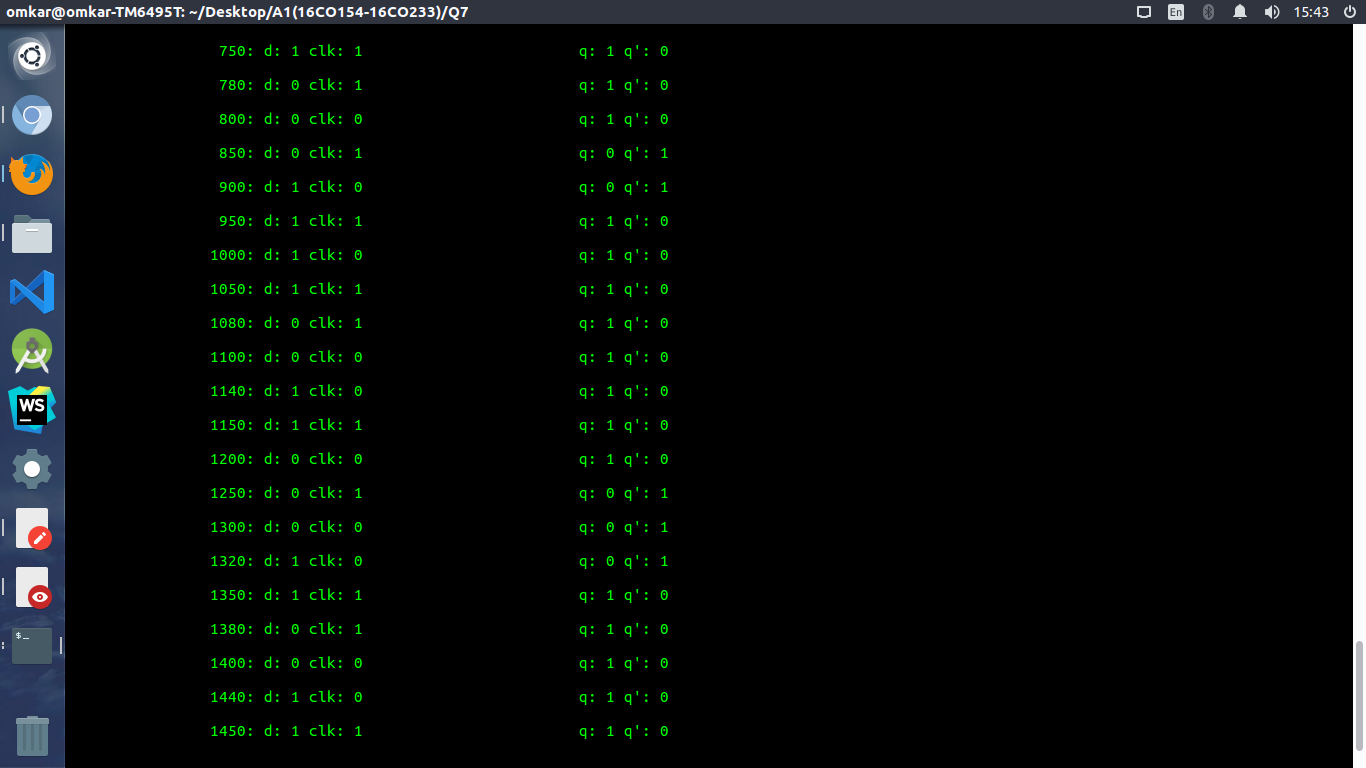 omkar@omkar-TM6495T: ~/Desktop/A1(16CO154-16CO233)/Q7
En
15:43
750: d: 1 clk: 1 q: 1 q': 0
780: d: 0 clk: 1 q: 1 q': 0
800: d: 0 clk: 0 q: 1 q': 0
850: d: 0 clk: 1 q: 0 q': 1
900: d: 1 clk: 0 q: 0 q': 1
950: d: 1 clk: 1 q: 1 q': 0
1000: d: 1 clk: 0 q: 1 q': 0
1050: d: 1 clk: 1 q: 1 q': 0
1080: d: 0 clk: 1 q: 1 q': 0
1100: d: 0 clk: 0 q: 1 q': 0
1140: d: 1 clk: 0 q: 1 q': 0
1150: d: 1 clk: 1 q: 1 q': 0
1200: d: 0 clk: 0 q: 1 q': 0
1250: d: 0 clk: 1 q: 0 q': 1
1300: d: 0 clk: 0 q: 0 q': 1
1320: d: 1 clk: 0 q: 0 q': 1
1350: d: 1 clk: 1 q: 1 q': 0
1380: d: 0 clk: 1 q: 1 q': 0
1400: d: 0 clk: 0 q: 1 q': 0
1440: d: 1 clk: 0 q: 1 q': 0
1450: d: 1 clk: 1 q: 1 q': 0
WS
$_